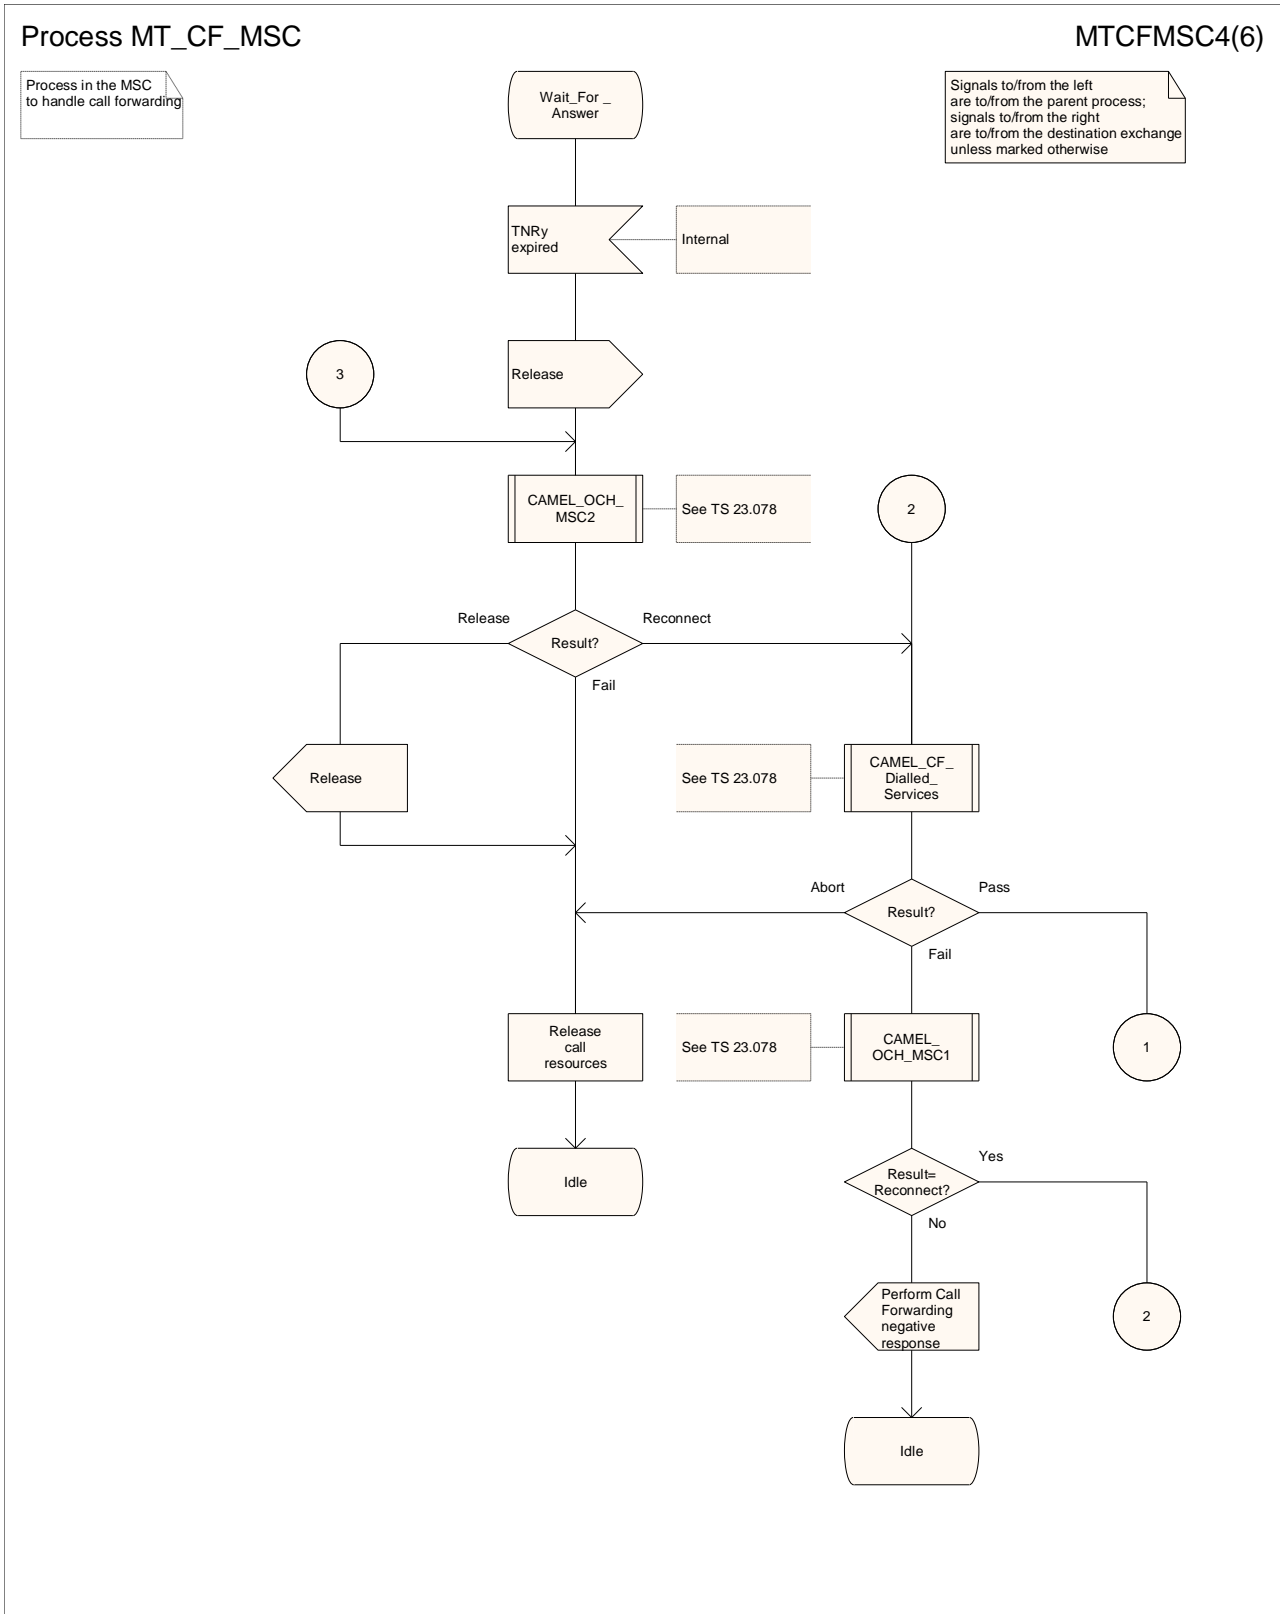 Process MT_CF_MSC
MTCFMSC4(6)
Process in the MSC
to handle call forwarding
Wait_For _
Answer
Signals to/from the left
are to/from the parent process;
signals to/from the right
are to/from the destination exchange
unless marked otherwise
TNRy
expired
Internal
3
Release
CAMEL_OCH_
MSC2
See TS 23.078
2
Release
Result?
Reconnect
Fail
Release
See TS 23.078
CAMEL_CF_
Dialled_
Services
Abort
Result?
Pass
Fail
Release
call
resources
See TS 23.078
CAMEL_
OCH_MSC1
1
Idle
Result=
Reconnect?
Yes
No
Perform Call
Forwarding
negative
response
2
Idle